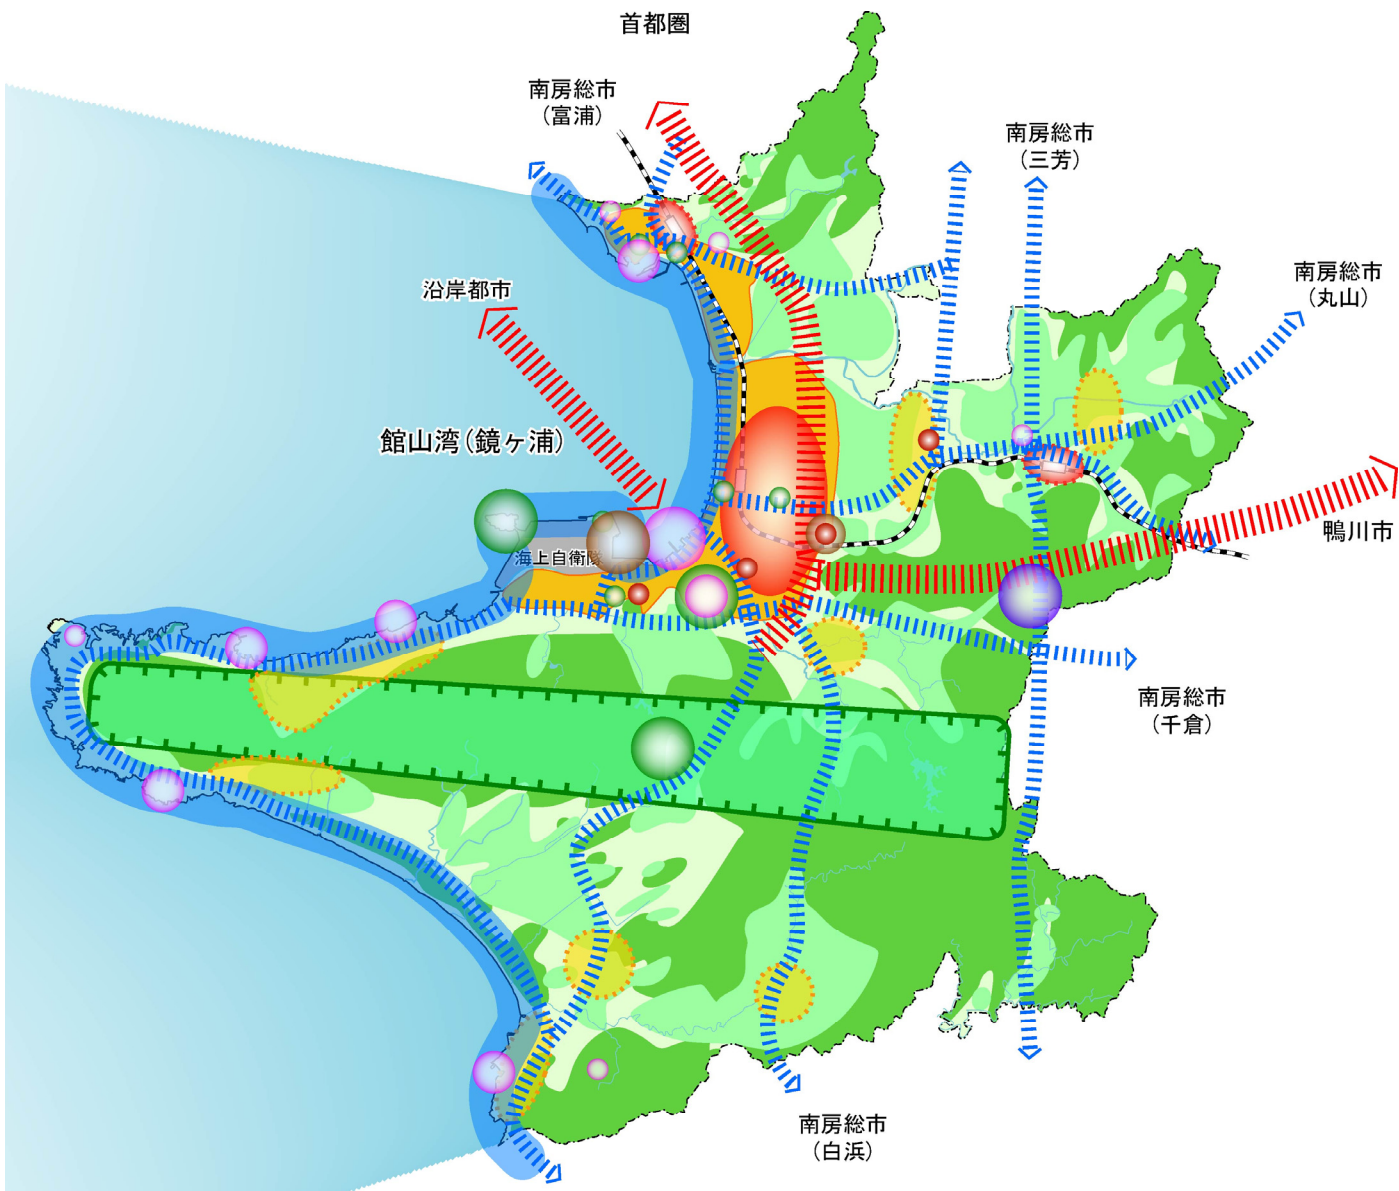 首都圏
南房総市
(富浦)
南房総市
(三芳)
南房総市
(丸山)
沿岸都市
館山湾(鏡ヶ浦)
鴨川市
海上自衛隊
南房総市
(千倉)
南房総市
(白浜)